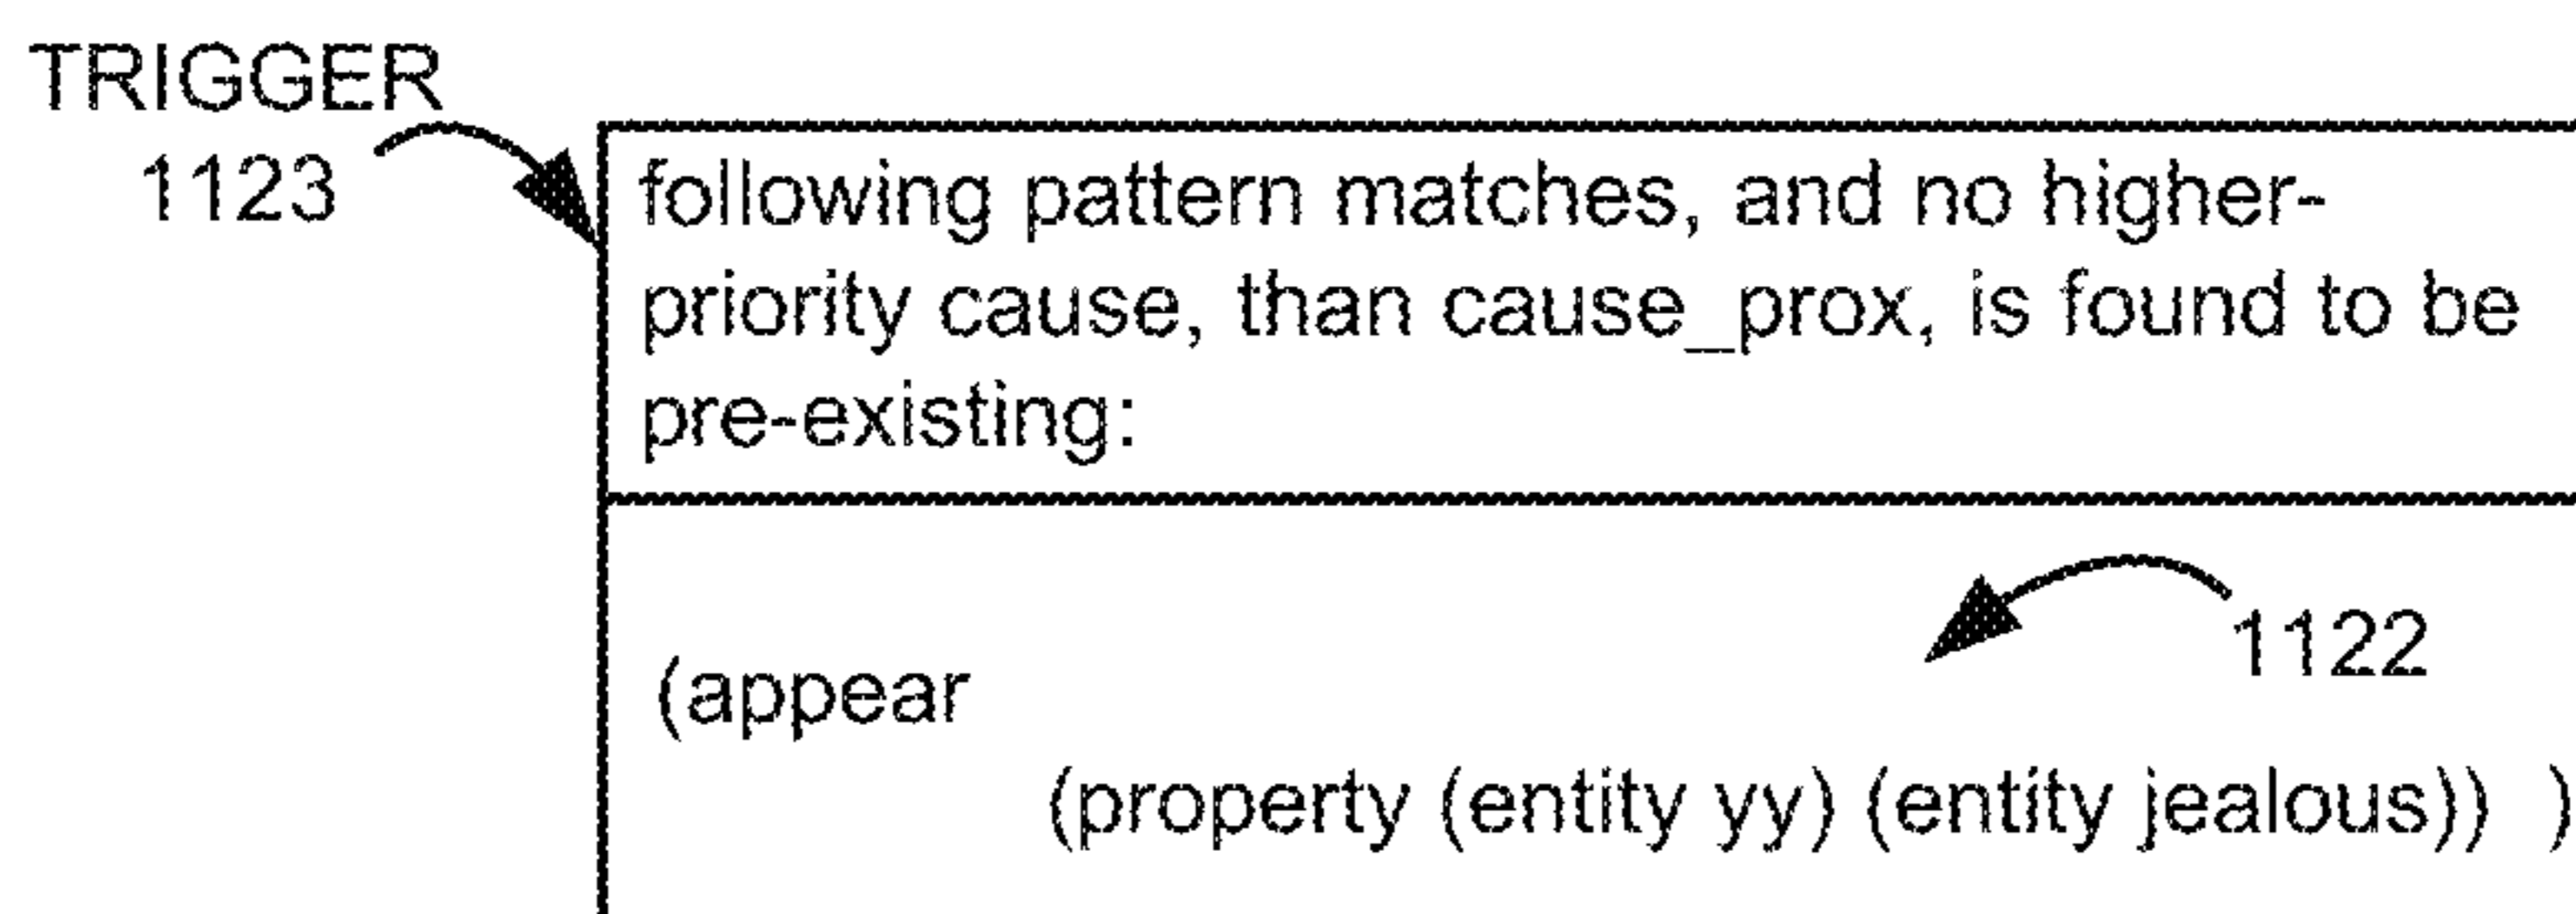 TRIGGER
1123
following pattern matches, and no higher-
priority cause, than cause_prox, is found to be
pre-existing:
1122
(appear
(property (entity yy) (entity jealous)) )